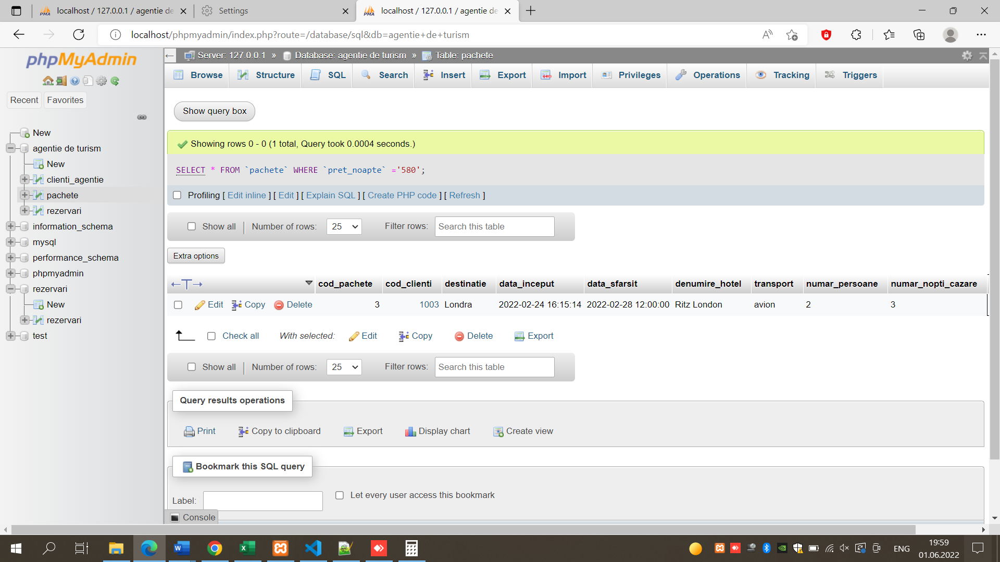 localhost / 127.0.0.1 / agentie de
Settings
localhost / 127.0.0.1 / agentie de
localhost/phpmyadmin/index.php?route=/database/sql&db=agentie+de+turism
phpMyAdmin
Recent
Favorites
New
agentie de turism
New
clienti_agentie
pachete
rezervari
information_schema
mysql
performance_schema
phpmyadmin
rezervari
New
rezervari
test
Server: 127.0.0.1 » Database: agentie de turism » Table: pachete
Browse Structure SQL Search Insert Export Import Privileges Operations Tracking Triggers
Show query box
Showing rows 0 - 0 (1 total, Query took 0.0004 seconds.)
SELECT * FROM `pachete` WHERE `pret_noapte` ='580';
Profiling [ Edit inline ] [ Edit ] [ Explain SQL ] [ Create PHP code ] [ Refresh ]
Show all Number of rows: 25 Filter rows: Search this table
Extra options
←T→ cod_pachete cod_clienti destinatie data_inceput data_sfarsit denumire_hotel transport numar_persoane numar_nopti_cazare
Edit Copy Delete 3 1003 Londra 2022-02-24 16:15:14 2022-02-28 12:00:00 Ritz London avion 2 3
Check all With selected: Edit Copy Delete Export
Show all Number of rows: 25 Filter rows: Search this table
Query results operations
Print Copy to clipboard Export Display chart Create view
Bookmark this SQL query
Label: Let every user access this bookmark
Console
ENG
19:59
01.06.2022